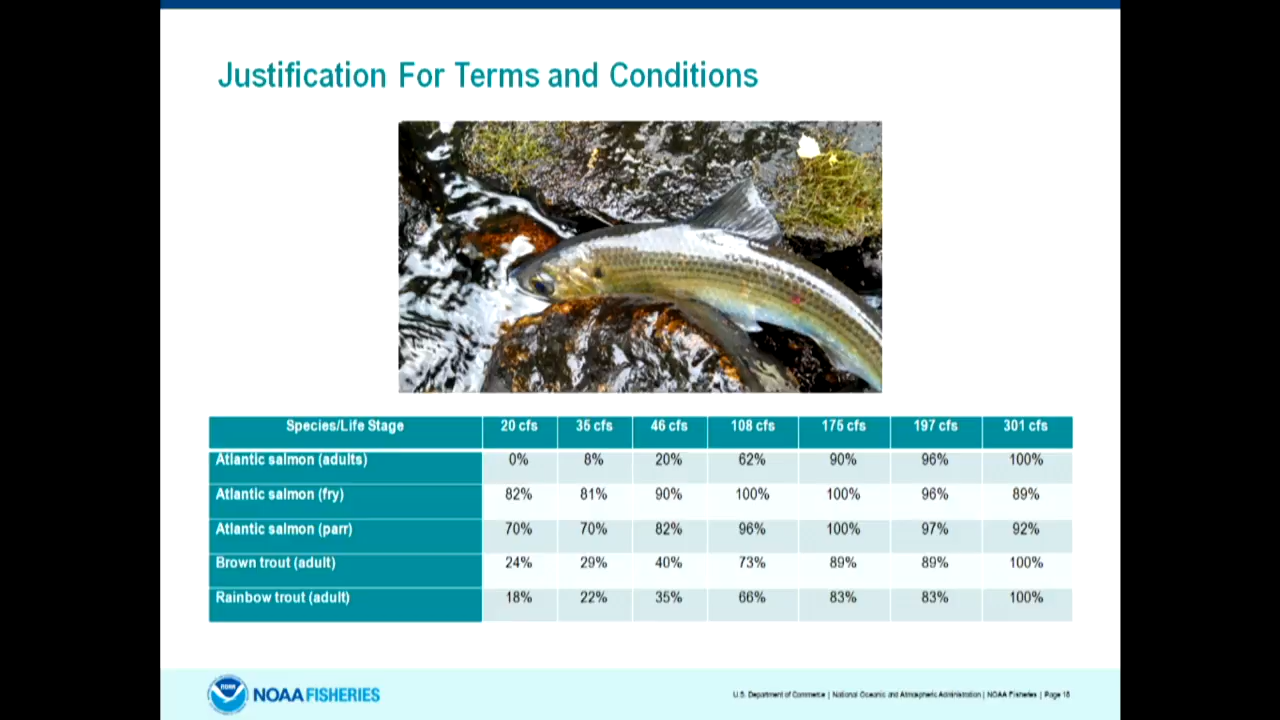 Justification For Terms and Conditions
Species/Life Stage 20 cfs 35 cfs 46 cfs 108 cfs 175 cfs 197 cfs 301 cfs
Atlantic salmon (adults) 0% 8% 20% 62% 90% 96% 100%
Atlantic salmon (fry) 82% 81% 90% 100% 100% 96% 89%
Atlantic salmon (parr) 70% 70% 82% 96% 100% 97% 92%
Brown trout (adult) 24% 29% 40% 73% 89% 89% 100%
Rainbow trout (adult) 18% 22% 35% 66% 83% 83% 100%
NOAA
NOAA FISHERIES
U.S. Department of Commerce | National Oceanic and Atmospheric Administration | NOAA Fisheries | Page 18